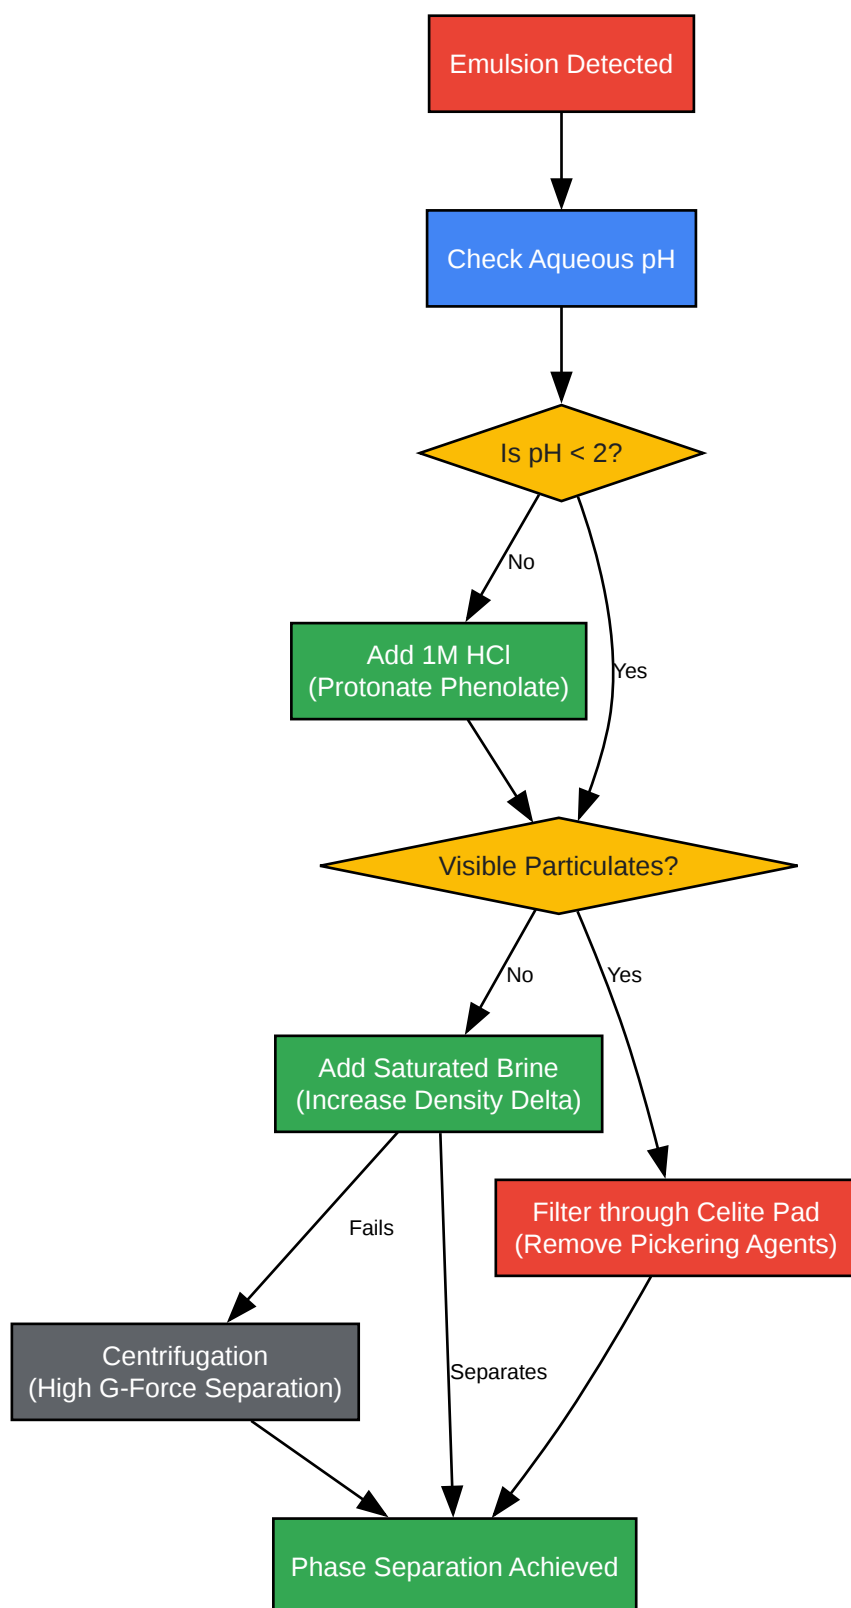 Emulsion Detected
Check Aqueous pH
Is pH < 2?
No
Add 1M HCl
(Protonate Phenolate)
Yes
Visible Particulates?
No
Yes
Add Saturated Brine
(Increase Density Delta)
Filter through Celite Pad
(Remove Pickering Agents)
Fails
Centrifugation
(High G-Force Separation)
Separates
Phase Separation Achieved